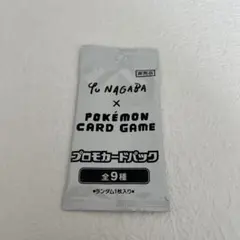 非売品
YU NAGABA
×
POKÉMON
CARD GAME
プロモカードパック
全9種
*ランダム1枚入り*